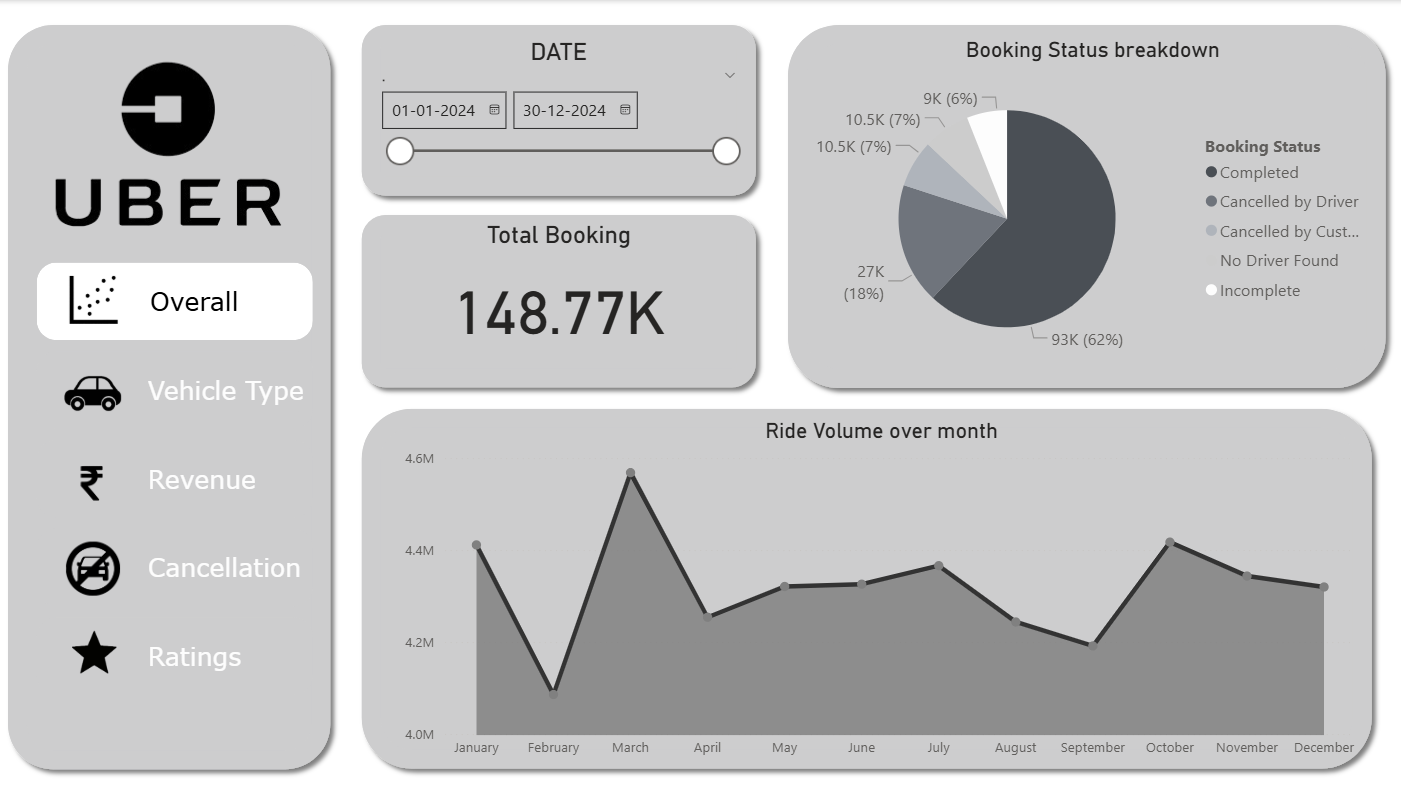 UBER
Overall
Vehicle Type
Revenue
Cancellation
Ratings
DATE
.
01-01-2024
30-12-2024
Total Booking
148.77K
Booking Status breakdown
9K (6%)
10.5K (7%)
10.5K (7%)
27K
(18%)
93K (62%)
Booking Status
Completed
Cancelled by Driver
Cancelled by Cust...
No Driver Found
Incomplete
Ride Volume over month
4.6M
4.4M
4.2M
4.0M
January February March April May June July August September October November December